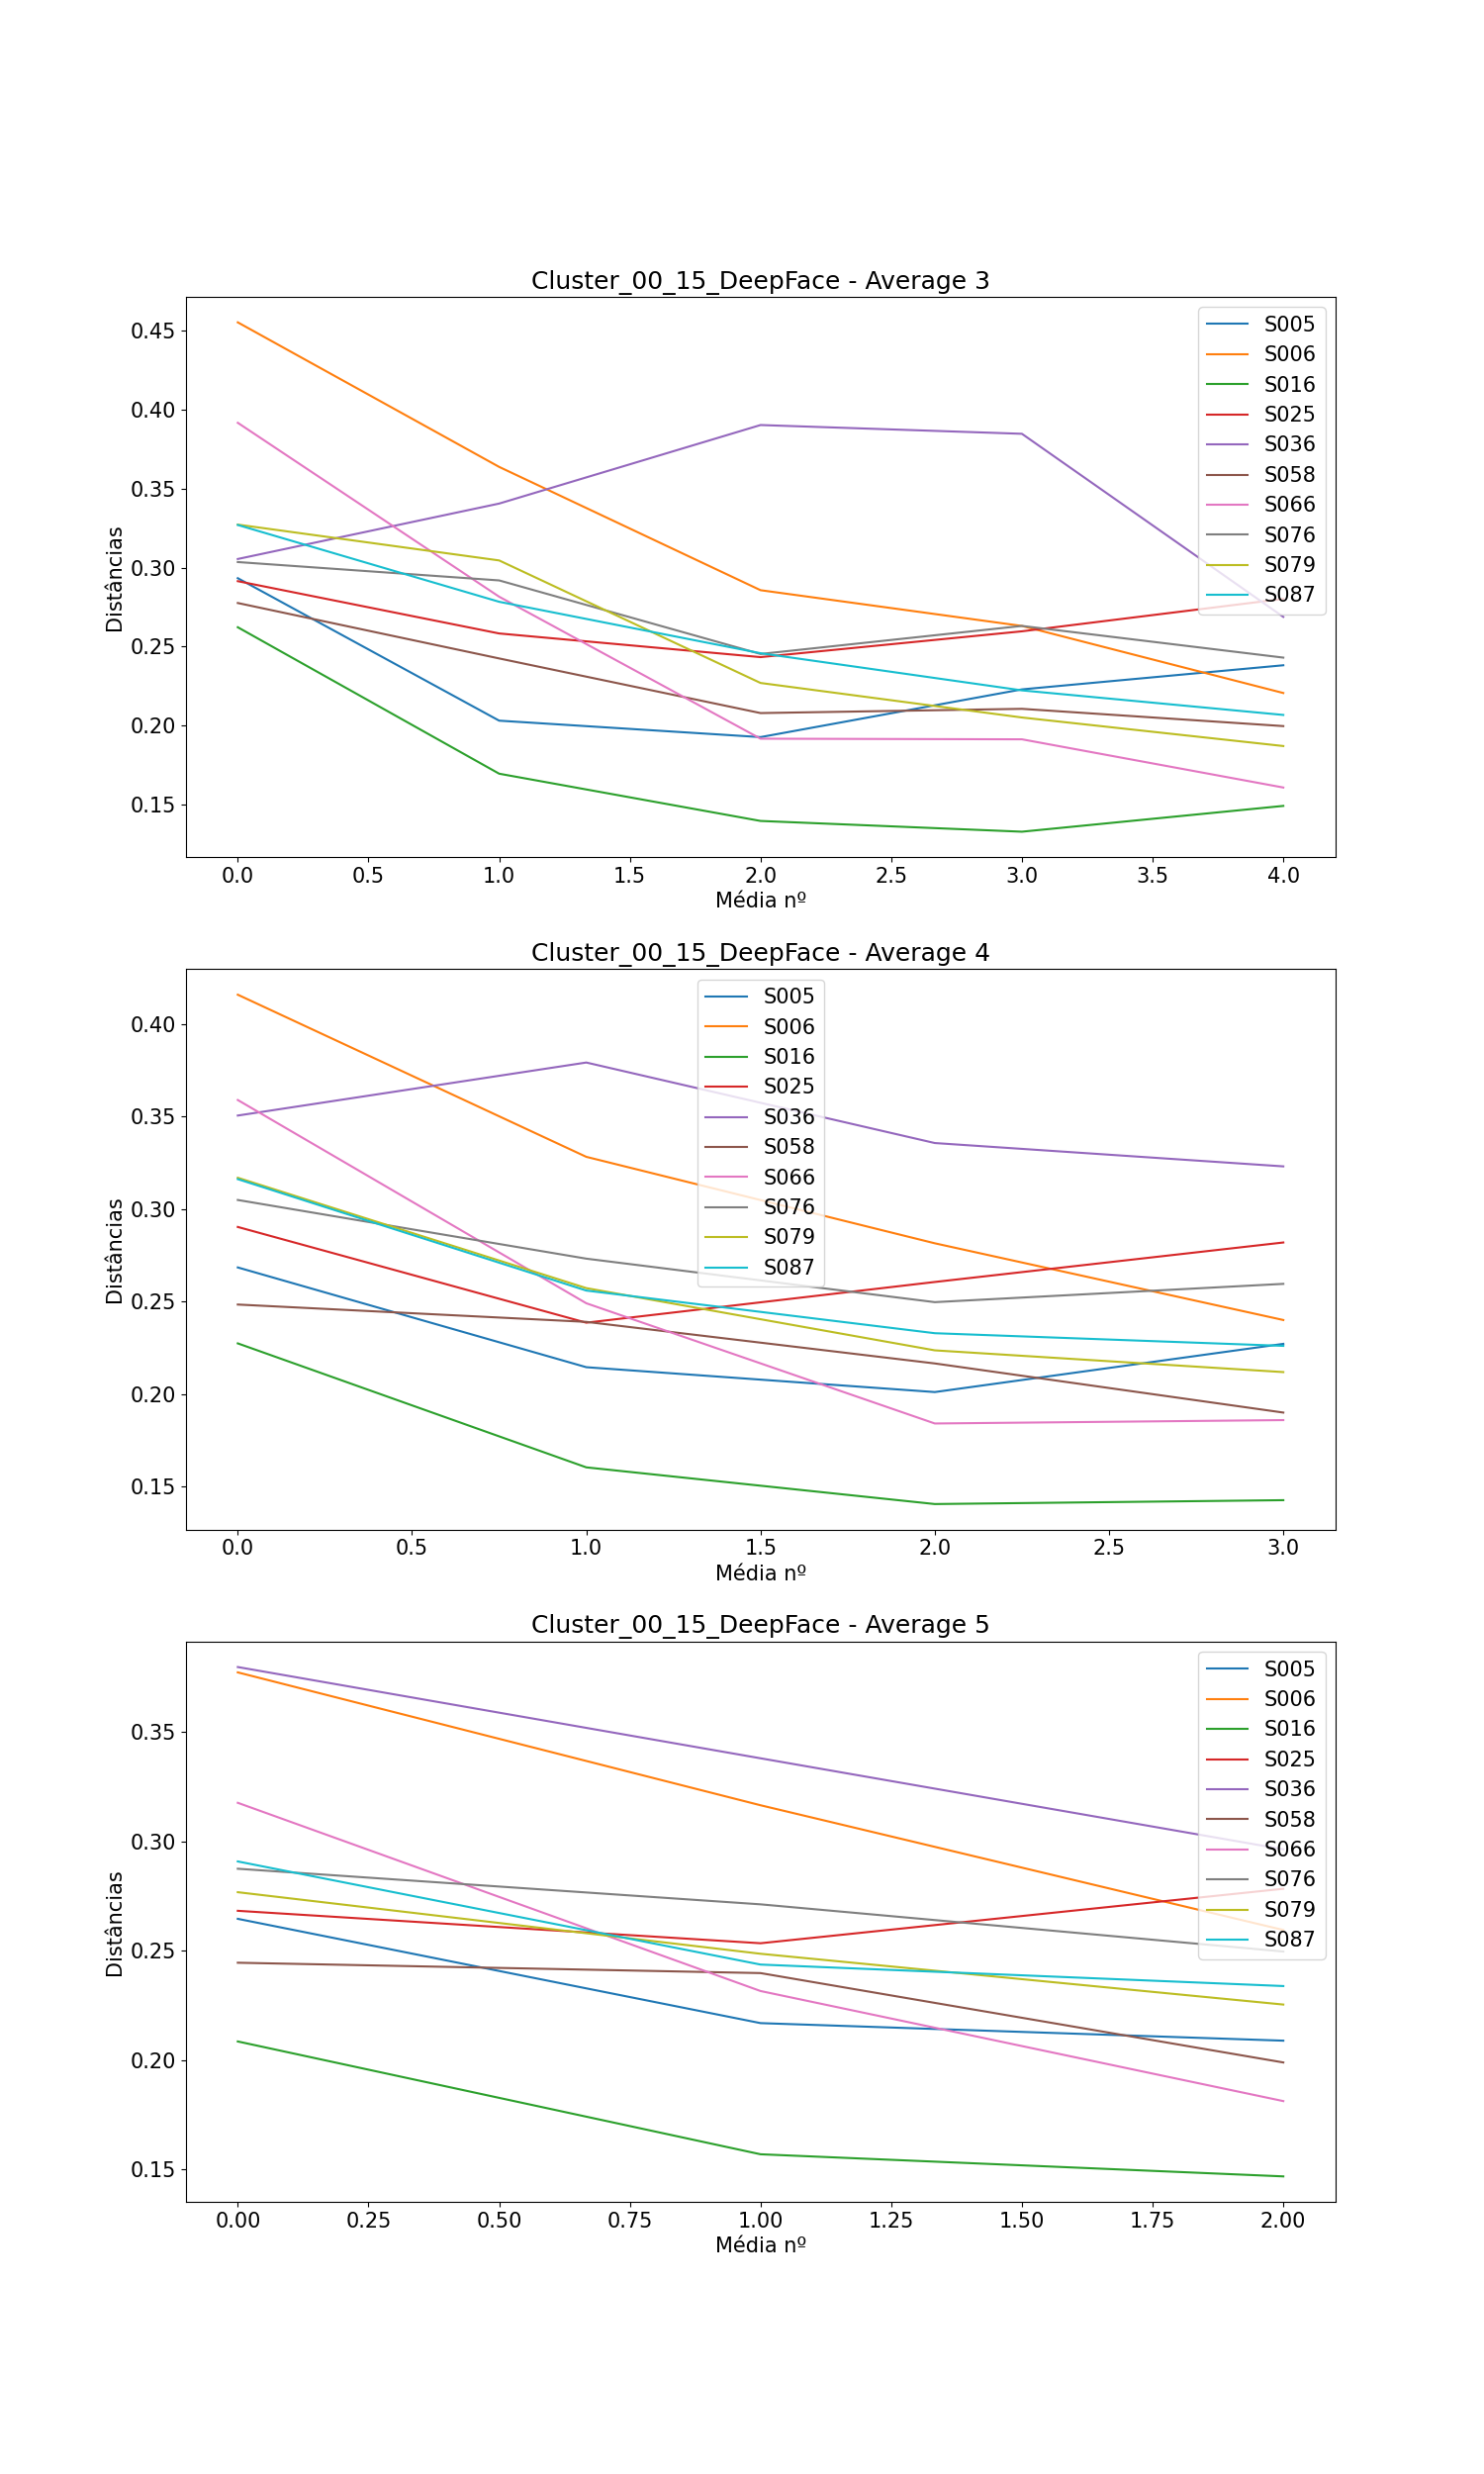 Cluster_00_15_DeepFace - Average 3
0.45
0.40
0.35
0.30
0.25
0.20
0.15
Distâncias
S005
S006
S016
S025
S036
S058
S066
S076
S079
S087
0.0 0.5 1.0 1.5 2.0 2.5 3.0 3.5 4.0
Média nº
Cluster_00_15_DeepFace - Average 4
0.40
0.35
0.30
0.25
0.20
0.15
Distâncias
S005
S006
S016
S025
S036
S058
S066
S076
S079
S087
0.0 0.5 1.0 1.5 2.0 2.5 3.0
Média nº
Cluster_00_15_DeepFace - Average 5
0.35
0.30
0.25
0.20
0.15
Distâncias
S005
S006
S016
S025
S036
S058
S066
S076
S079
S087
0.00 0.25 0.50 0.75 1.00 1.25 1.50 1.75 2.00
Média nº